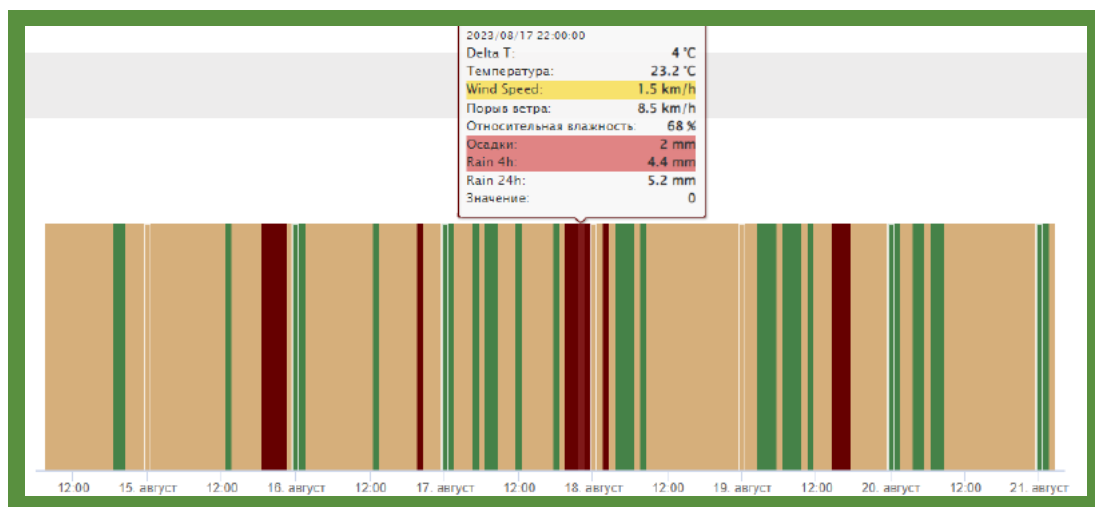 2023/08/17 22:00:00
Delta T: 4 °C
Температура: 23.2 °C
Wind Speed: 1.5 km/h
Порыв ветра: 8.5 km/h
Относительная влажность: 68 %
Осадки: 2 mm
Rain 4h: 4.4 mm
Rain 24h: 5.2 mm
Значение: 0
12:00 15. август 12:00 16. август 12:00 17. август 12:00 18. август 12:00 19. август 12:00 20. август 12:00 21. август